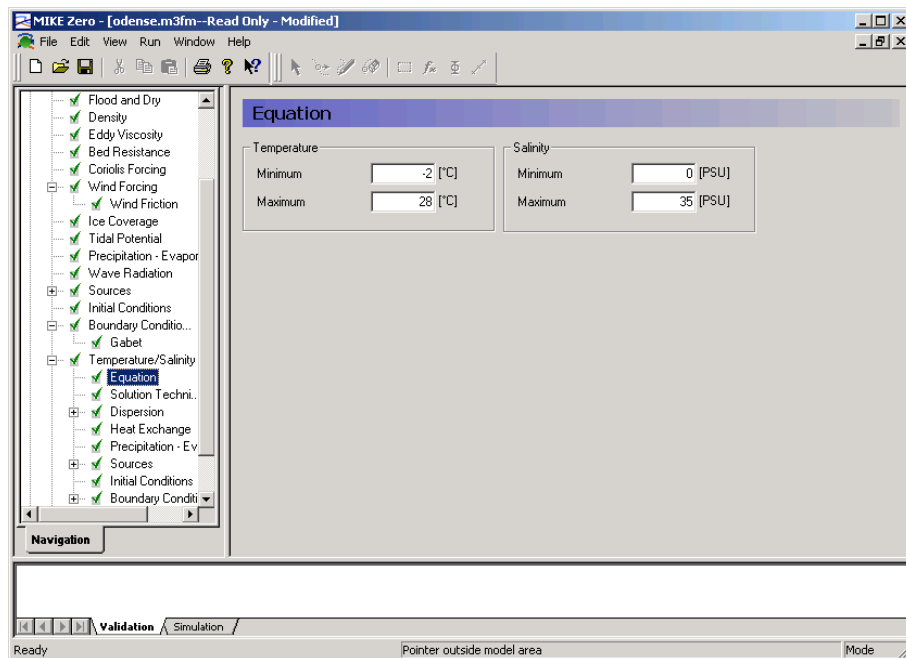 MIKE Zero - [odense.m3fm--Read Only - Modified]
File Edit View Run Window Help
Flood and Dry
Density
Eddy Viscosity
Bed Resistance
Coriolis Forcing
Wind Forcing
Wind Friction
Ice Coverage
Tidal Potential
Precipitation - Evapor
Wave Radiation
Sources
Initial Conditions
Boundary Conditio...
Gabet
Temperature/Salinity
Equation
Solution Techni...
Dispersion
Heat Exchange
Precipitation - Ev
Sources
Initial Conditions
Boundary Conditi
Navigation
Equation
Temperature
Minimum -2 [°C]
Maximum 28 [°C]
Salinity
Minimum 0 [PSU]
Maximum 35 [PSU]
Validation Simulation
Ready Pointer outside model area Mode